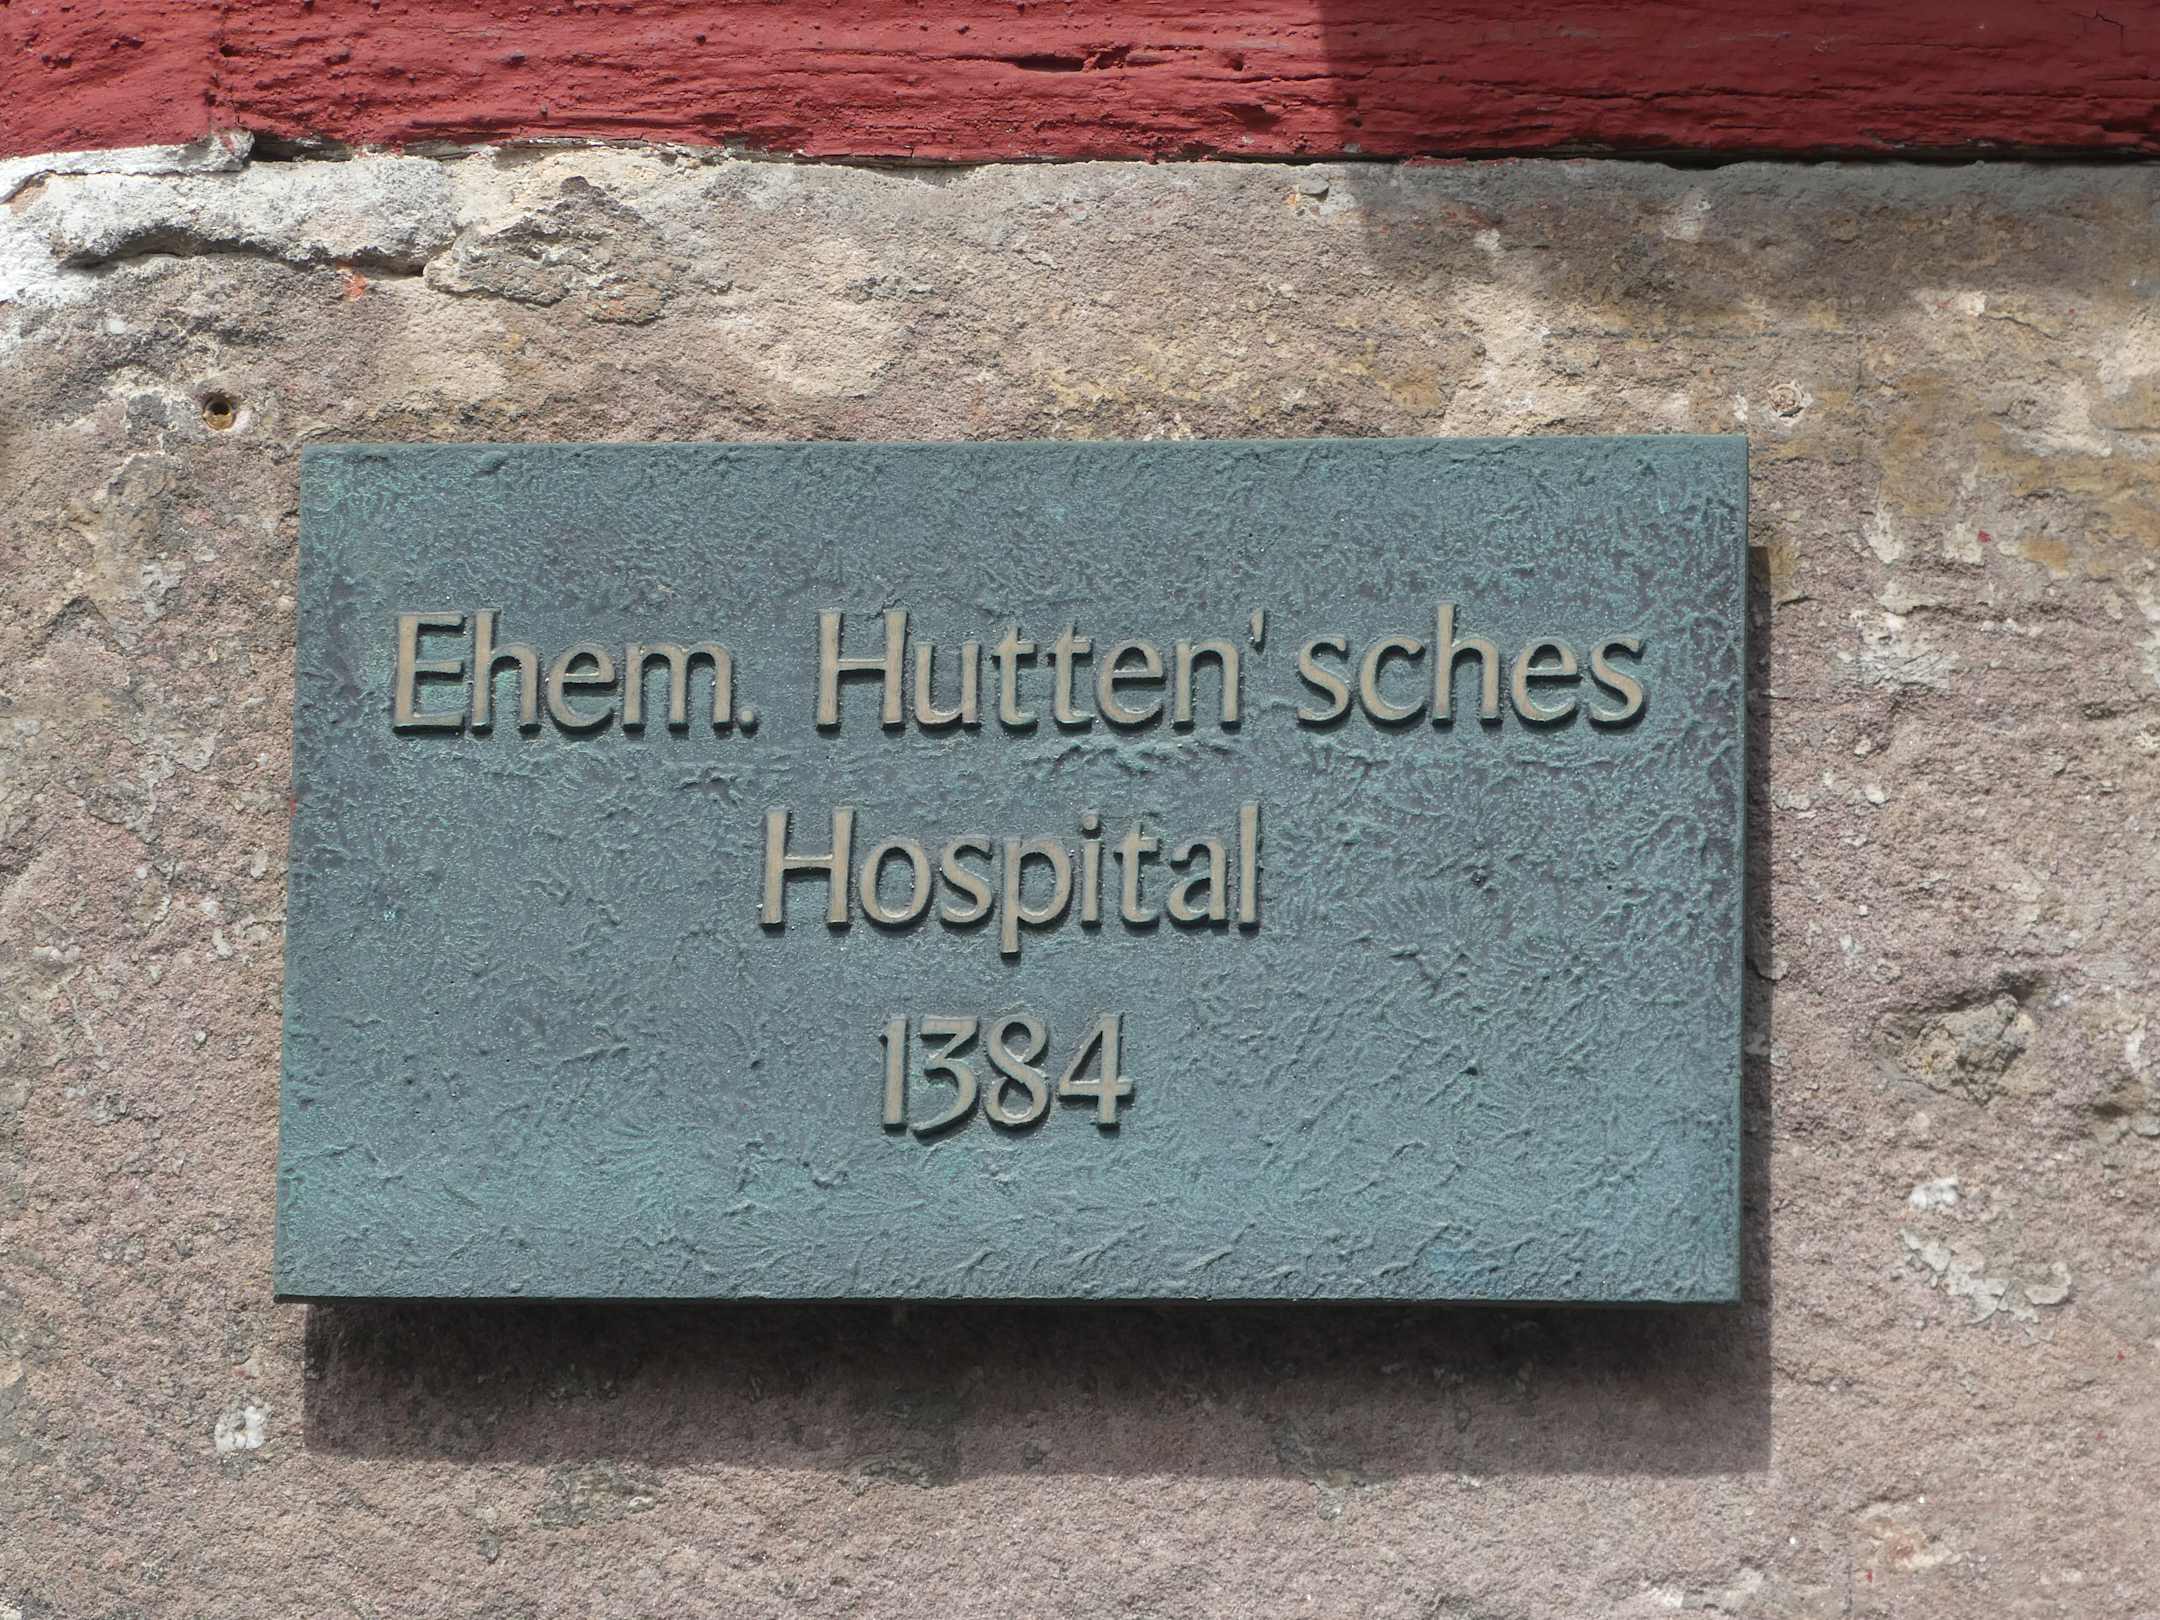 Ehem. Hutten'sches
Hospital
1384